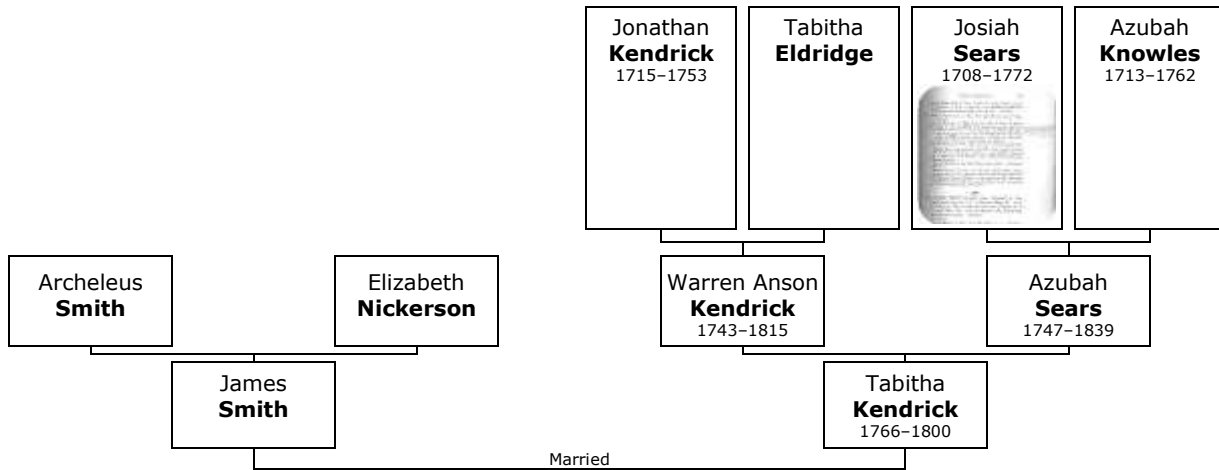 Jonathan
Kendrick
1715–1753
Tabitha
Eldridge
Josiah
Sears
1708–1772
Azubah
Knowles
1713–1762
Archeleus
Smith
Elizabeth
Nickerson
Warren Anson
Kendrick
1743–1815
Azubah
Sears
1747–1839
James
Smith
Tabitha
Kendrick
1766–1800
Married